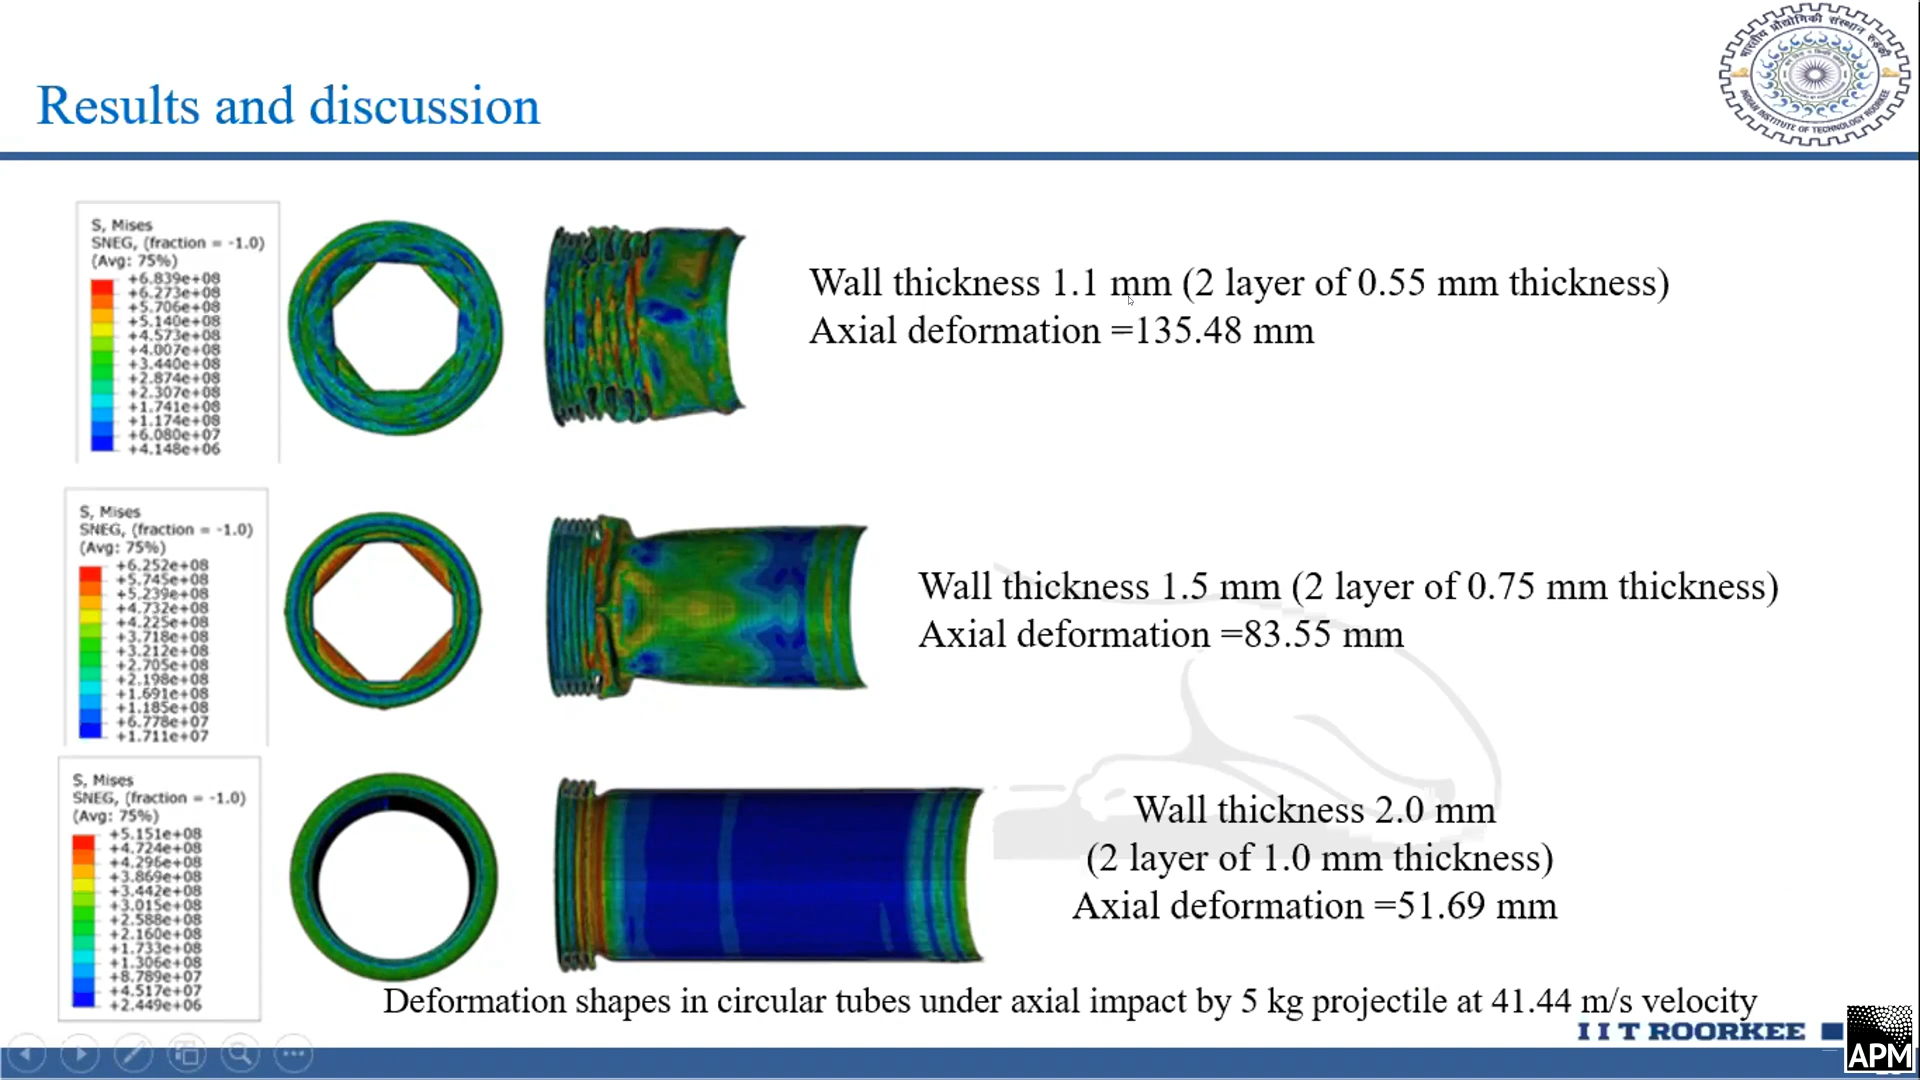 Results and discussion
भारतीय प्रौद्योगिकी संस्थान रुड़की
INDIAN INSTITUTE OF TECHNOLOGY ROORKEE
S, Mises
SNEG, (fraction = -1.0)
(Avg: 75%)
+6.839e+08
+6.273e+08
+5.706e+08
+5.140e+08
+4.573e+08
+4.007e+08
+3.440e+08
+2.874e+08
+2.307e+08
+1.741e+08
+1.174e+08
+6.080e+07
+4.148e+06
Wall thickness 1.1 mm (2 layer of 0.55 mm thickness)
Axial deformation =135.48 mm
S, Mises
SNEG, (fraction = -1.0)
(Avg: 75%)
+6.252e+08
+5.745e+08
+5.239e+08
+4.732e+08
+4.225e+08
+3.718e+08
+3.212e+08
+2.705e+08
+2.198e+08
+1.691e+08
+1.185e+08
+6.778e+07
+1.711e+07
Wall thickness 1.5 mm (2 layer of 0.75 mm thickness)
Axial deformation =83.55 mm
S, Mises
SNEG, (fraction = -1.0)
(Avg: 75%)
+5.151e+08
+4.724e+08
+4.296e+08
+3.869e+08
+3.442e+08
+3.015e+08
+2.588e+08
+2.160e+08
+1.733e+08
+1.306e+08
+8.789e+07
+4.517e+07
+2.449e+06
Wall thickness 2.0 mm
(2 layer of 1.0 mm thickness)
Axial deformation =51.69 mm
Deformation shapes in circular tubes under axial impact by 5 kg projectile at 41.44 m/s velocity
I I T ROORKEE
APM